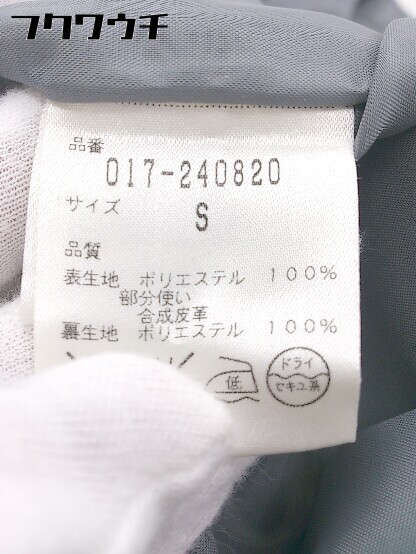 フクワウチ
品番
017-240820
サイズ
S
品質
表生地 ポリエステル 100%
部分使い
合成皮革
裏生地 ポリエステル 100%
低
ドライ
セキユ系